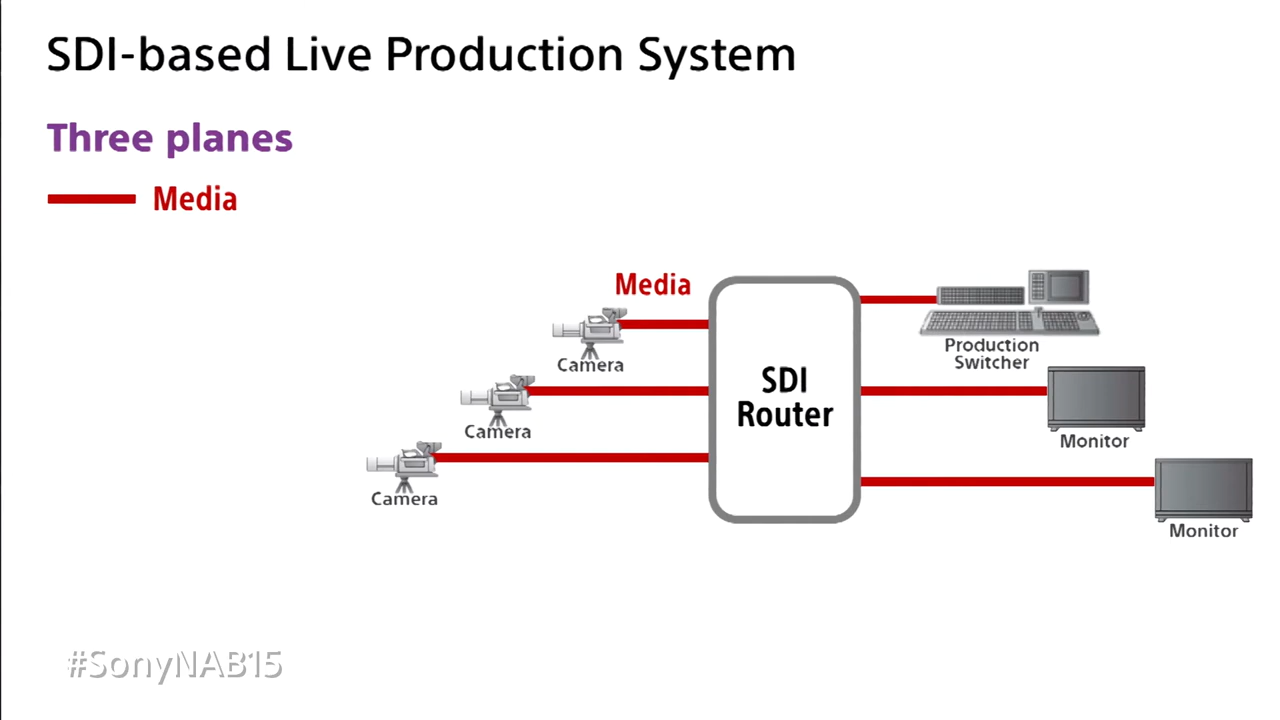 SDI-based Live Production System
Three planes
Media
Media
Camera
Camera
Camera
SDI
Router
Production
Switcher
Monitor
Monitor
#SonyNAB15